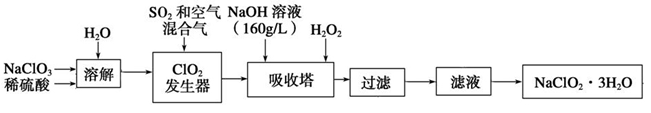 SO₂和空气
混合气
NaOH 溶液
(160g/L)
H₂O₂
H₂O
NaClO₃
稀硫酸
溶解
ClO₂
发生器
吸收塔
过滤
滤液
NaClO₂·3H₂O